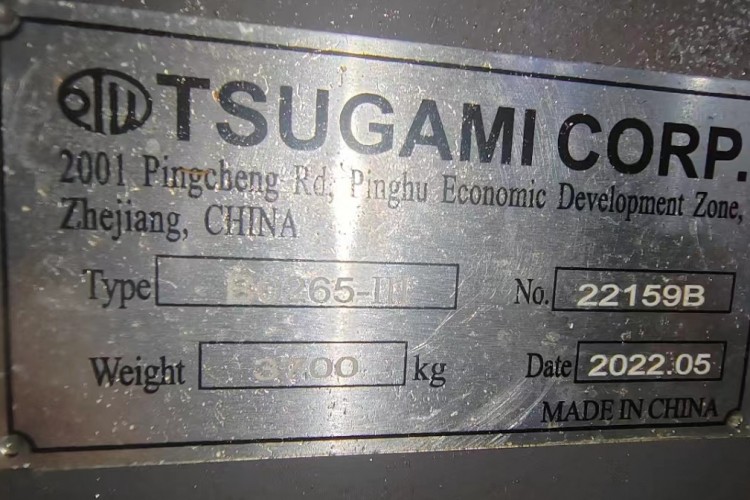 TSUGAMI CORP.
2001 Pingcheng Rd, Pinghu Economic Development Zone,
Zhejiang, CHINA
Type No. 22159B
Weight kg Date 2022.05
MADE IN CHINA